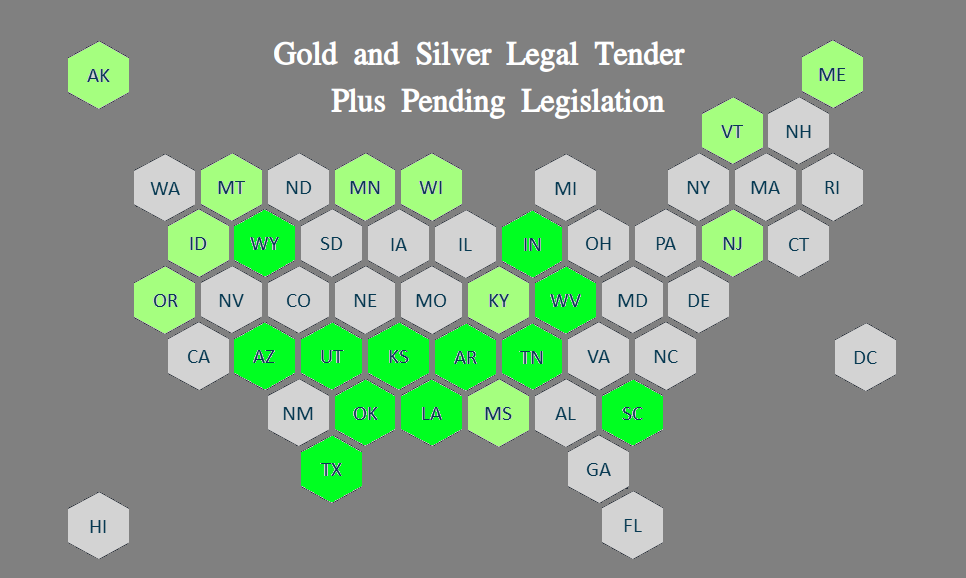 Gold and Silver Legal Tender
Plus Pending Legislation
AK
ME
VT NH
WA MT ND MN WI MI NY MA RI
ID WY SD IA IL IN OH PA NJ CT
OR NV CO NE MO KY WV MD DE
CA AZ UT KS AR TN VA NC DC
NM OK LA MS AL SC
TX GA
HI FL